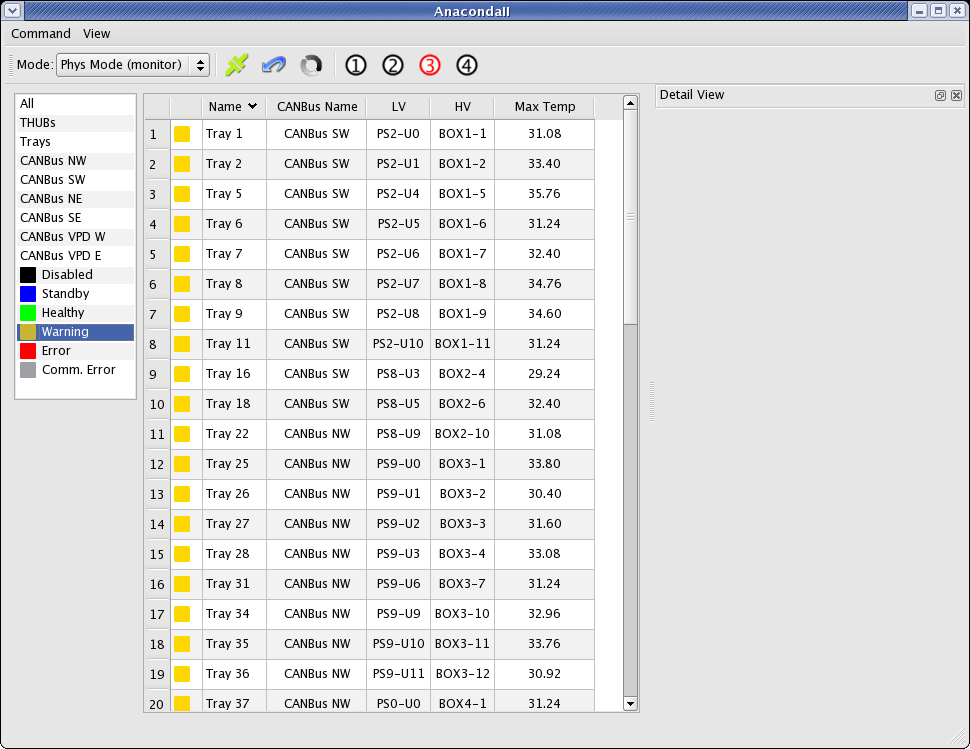 AnacondaII
Command View
Mode: Phys Mode (monitor) 1 2 3 4
All
THUBs
Trays
CANBus NW
CANBus SW
CANBus NE
CANBus SE
CANBus VPD W
CANBus VPD E
Disabled
Standby
Healthy
Warning
Error
Comm. Error
Name CANBus Name LV HV Max Temp
1 Tray 1 CANBus SW PS2-U0 BOX1-1 31.08
2 Tray 2 CANBus SW PS2-U1 BOX1-2 33.40
3 Tray 5 CANBus SW PS2-U4 BOX1-5 35.76
4 Tray 6 CANBus SW PS2-U5 BOX1-6 31.24
5 Tray 7 CANBus SW PS2-U6 BOX1-7 32.40
6 Tray 8 CANBus SW PS2-U7 BOX1-8 34.76
7 Tray 9 CANBus SW PS2-U8 BOX1-9 34.60
8 Tray 11 CANBus SW PS2-U10 BOX1-11 31.24
9 Tray 16 CANBus SW PS8-U3 BOX2-4 29.24
10 Tray 18 CANBus SW PS8-U5 BOX2-6 32.40
11 Tray 22 CANBus NW PS8-U9 BOX2-10 31.08
12 Tray 25 CANBus NW PS9-U0 BOX3-1 33.80
13 Tray 26 CANBus NW PS9-U1 BOX3-2 30.40
14 Tray 27 CANBus NW PS9-U2 BOX3-3 31.60
15 Tray 28 CANBus NW PS9-U3 BOX3-4 33.08
16 Tray 31 CANBus NW PS9-U6 BOX3-7 31.24
17 Tray 34 CANBus NW PS9-U9 BOX3-10 32.96
18 Tray 35 CANBus NW PS9-U10 BOX3-11 33.76
19 Tray 36 CANBus NW PS9-U11 BOX3-12 30.92
20 Tray 37 CANBus NW PS0-U0 BOX4-1 31.24
Detail View